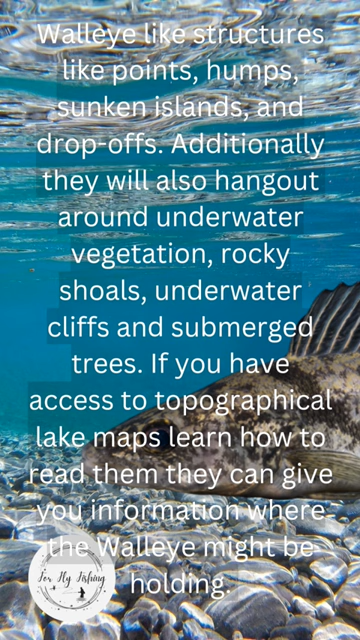 Walleye like structures
like points, humps,
sunken islands, and
drop-offs. Additionally
they will also hangout
around underwater
vegetation, rocky
shoals, underwater
cliffs and submerged
trees. If you have
access to topographical
lake maps learn how to
read them they can give
you information where
the Walleye might be
holding.
For Fly Fishing